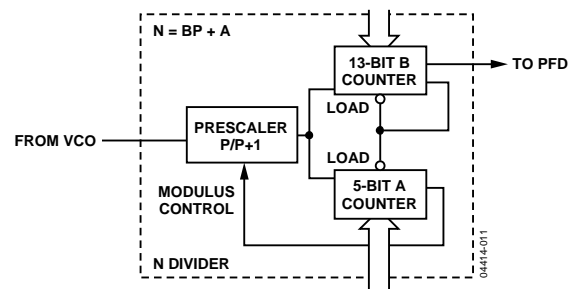 N = BP + A
13-BIT B
COUNTER
TO PFD
LOAD
PRESCALER
P/P+1
FROM VCO
LOAD
MODULUS
CONTROL
5-BIT A
COUNTER
N DIVIDER
04414-011